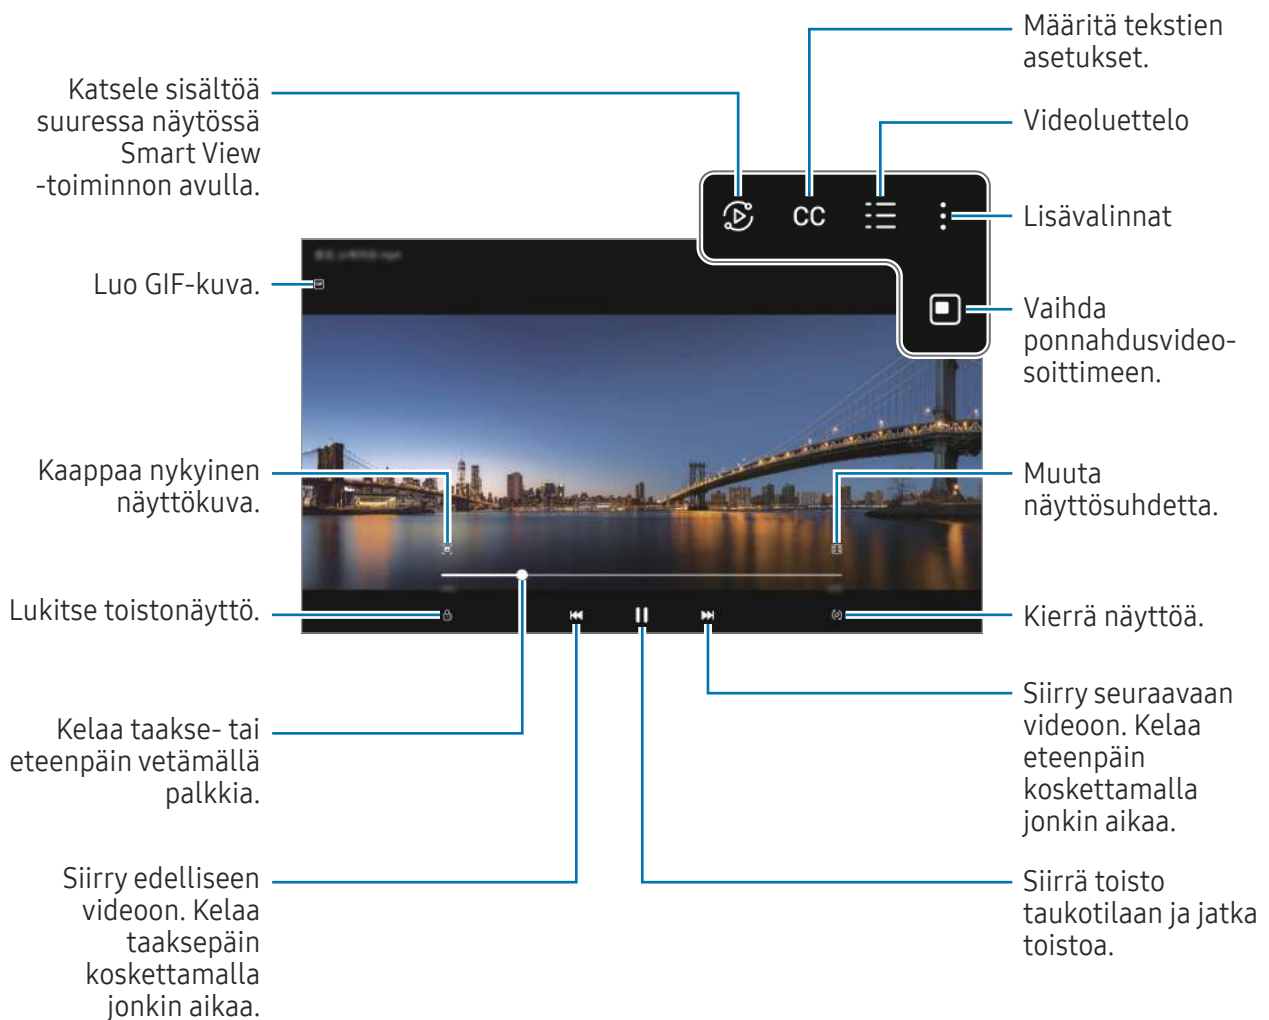 Määritä tekstien
asetukset.
Katsele sisältöä
suuressa näytössä
Smart View
-toiminnon avulla.
Videoluettelo
CC
Lisävalinnat
Luo GIF-kuva.
Vaihda
ponnahdusvideo-
soittimeen.
Kaappaa nykyinen
näyttökuva.
Muuta
näyttösuhdetta.
Lukitse toistonäyttö.
Kierrä näyttöä.
Kelaa taakse- tai
eteenpäin vetämällä
palkkia.
Siirry seuraavaan
videoon. Kelaa
eteenpäin
koskettamalla
jonkin aikaa.
Siirry edelliseen
videoon. Kelaa
taaksepäin
koskettamalla
jonkin aikaa.
Siirrä toisto
taukotilaan ja jatka
toistoa.